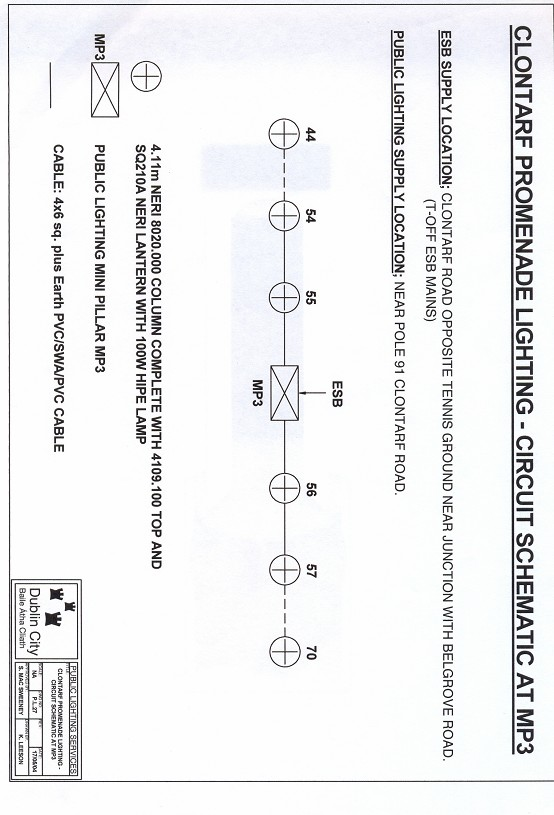 CLONTARF PROMENADE LIGHTING - CIRCUIT SCHEMATIC AT MP3
ESB SUPPLY LOCATION; CLONTARF ROAD OPPOSITE TENNIS GROUND NEAR JUNCTION WITH BELGROVE ROAD.
(T-OFF ESB MAINS)
PUBLIC LIGHTING SUPPLY LOCATION; NEAR POLE 91 CLONTARF ROAD.
ESB
44 54 55 56 57 70
MP3
4.11m NERI 8020.000 COLUMN COMPLETE WITH 4109.100 TOP AND
SQ210A NERI LANTERN WITH 100W HIPE LAMP
MP3
PUBLIC LIGHTING MINI PILLAR MP3
CABLE: 4x6 sq. plus Earth PVC/SWA/PVC CABLE
Dublin City
Baile Átha Cliath
PUBLIC LIGHTING SERVICES
CLONTARF PROMENADE LIGHTING -
CIRCUIT SCHEMATIC AT MP3
NA P.L.27 17/08/04
S. MAC SWEENEY K. LEESON